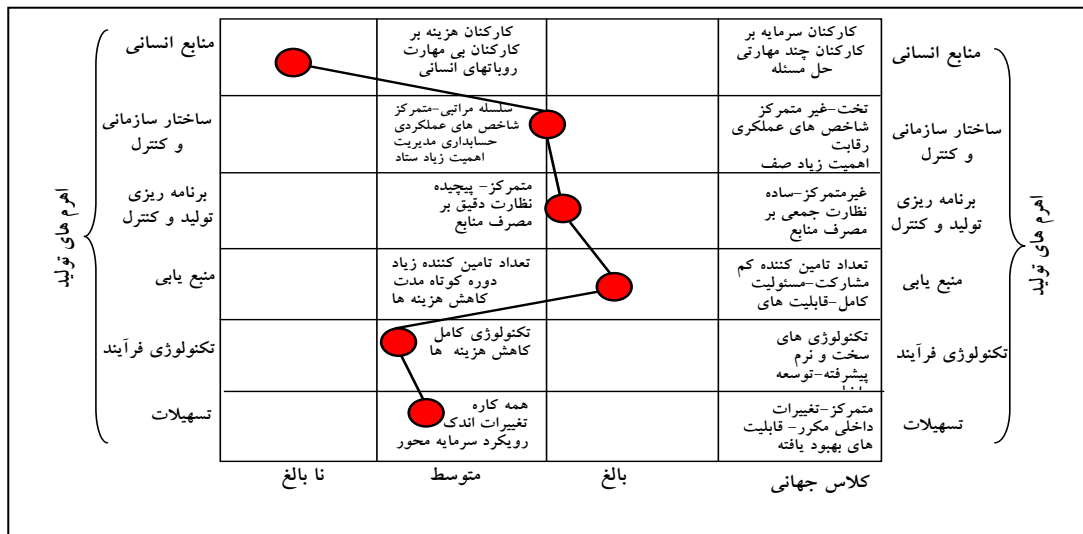 منابع انسانی
کارکنان سرمایه بر
کارکنان چند مهارتی
حل مسئله
کارکنان هزینه بر
کارکنان بی مهارت
روباتهای انسانی
منابع انسانی
ساختار سازمانی
و کنترل
تخت-غیر متمرکز
شاخص های عملکری
رقابت
اهمیت زیاد صف
سلسله مراتبی-متمرکز
شاخص های عملکردی
حسابداری مدیریت
اهمیت زیاد ستاد
ساختار سازمانی
و کنترل
برنامه ریزی
تولید و کنترل
غیرمتمرکز-ساده
نظارت جمعی بر
مصرف منابع
متمرکز- پیچیده
نظارت دقیق بر
مصرف منابع
برنامه ریزی
تولید و کنترل
منبع یابی
تعداد تامین کننده کم
مشارکت-مسئولیت
کامل-قابلیت های
تعداد تامین کننده زیاد
دوره کوتاه مدت
کاهش هزینه ها
منبع یابی
تکنولوژی فرآیند
تکنولوژی های
سخت و نرم
پیشرفته-توسعه
تکنولوژی کامل
کاهش هزینه ها
تکنولوژی فرآیند
تسهیلات
متمرکز-تغییرات
داخلی مکرر- قابلیت
های بهبود یافته
همه کاره
تغییرات اندک
رویکرد سرمایه محور
تسهیلات
کلاس جهانی
بالغ
متوسط
نا بالغ
اهرم های تولید
اهرم های تولید